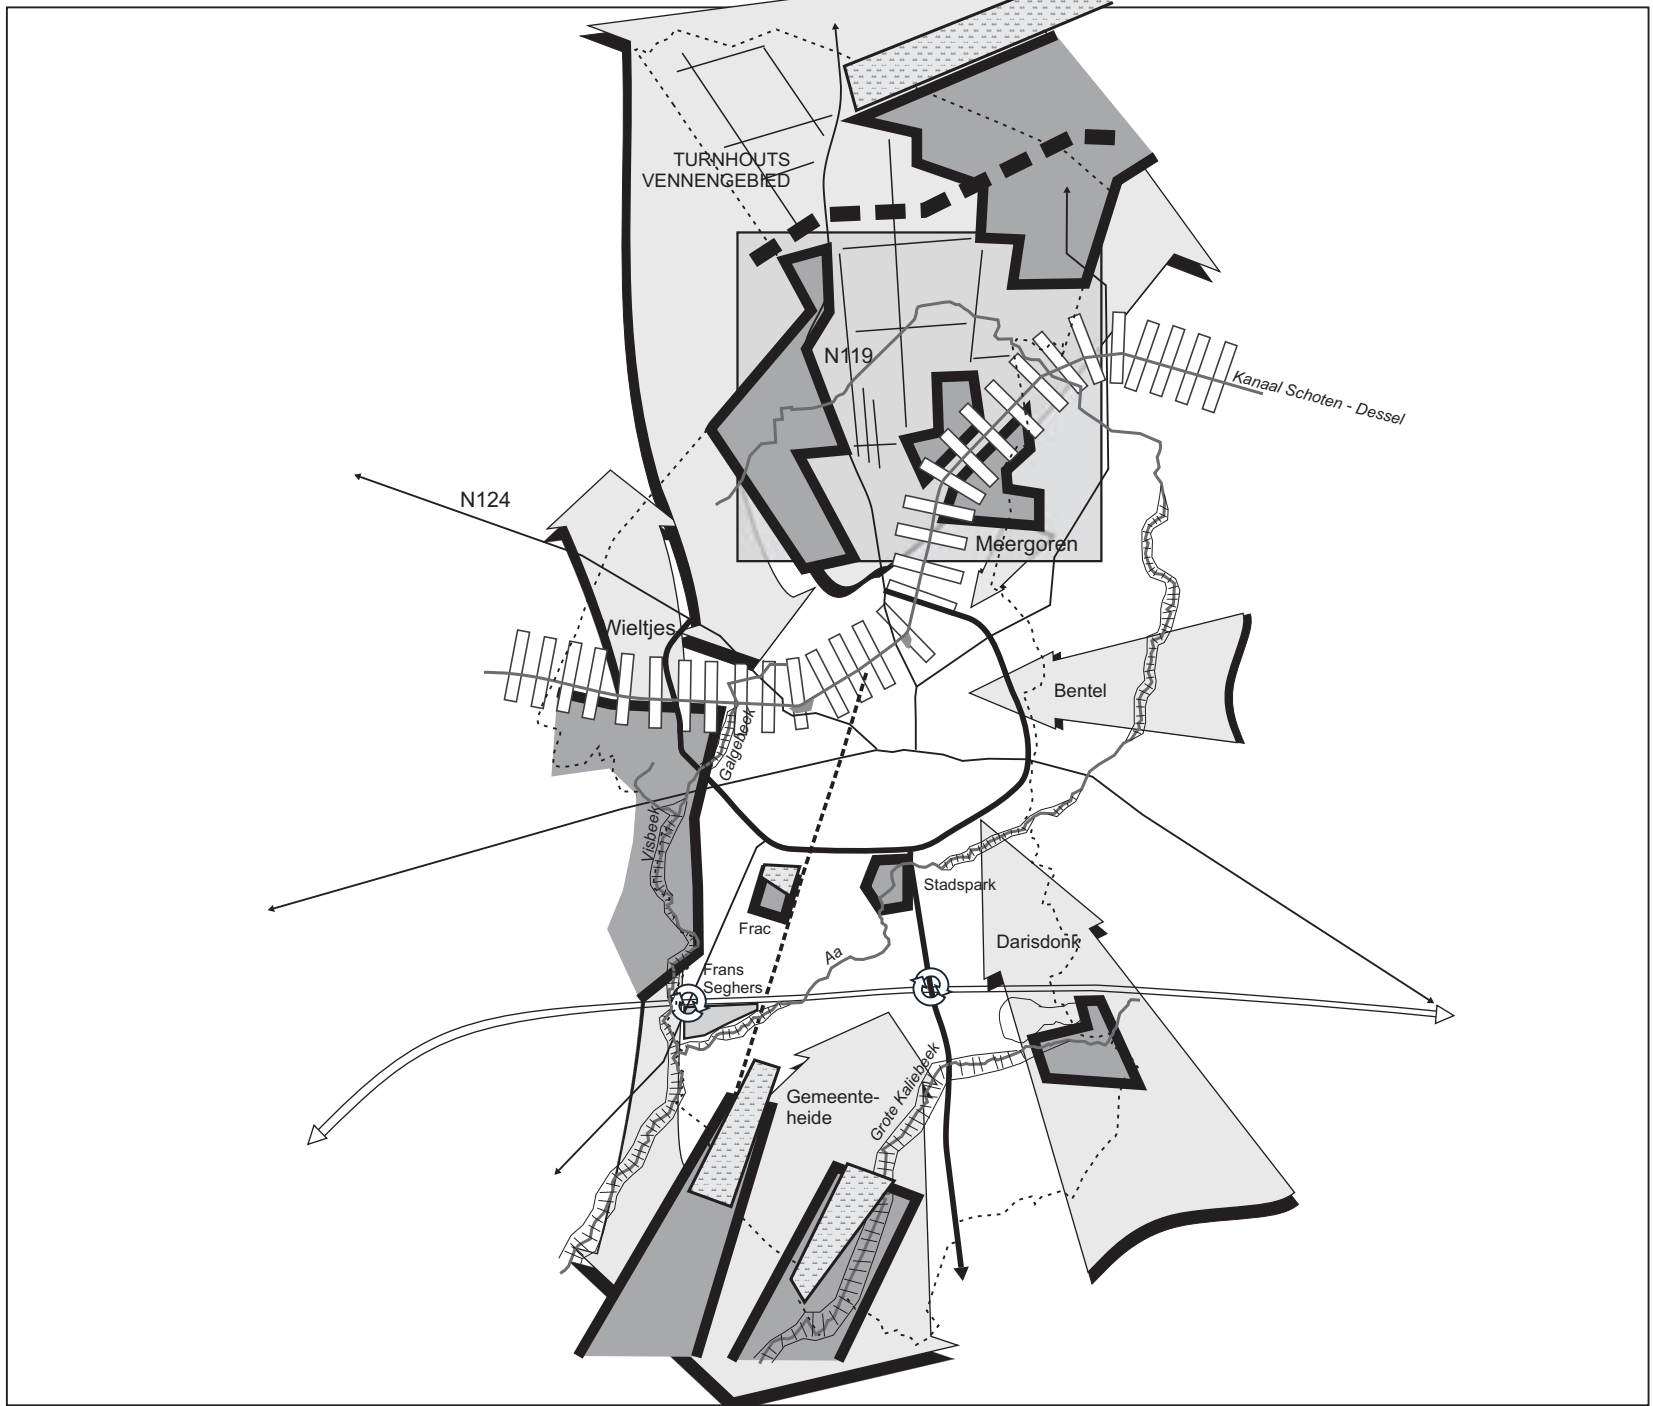 TURNHOUTS
VENNENGEBIED
N119
Kanaal Schoten - Dessel
N124
Meergoren
Wieltjes
Bentel
Galgebeek
Visbeek
Stadspark
Frac
Darisdonk
Aa
Frans
Seghers
Gemeente-
heide
Grote Kaliebeek